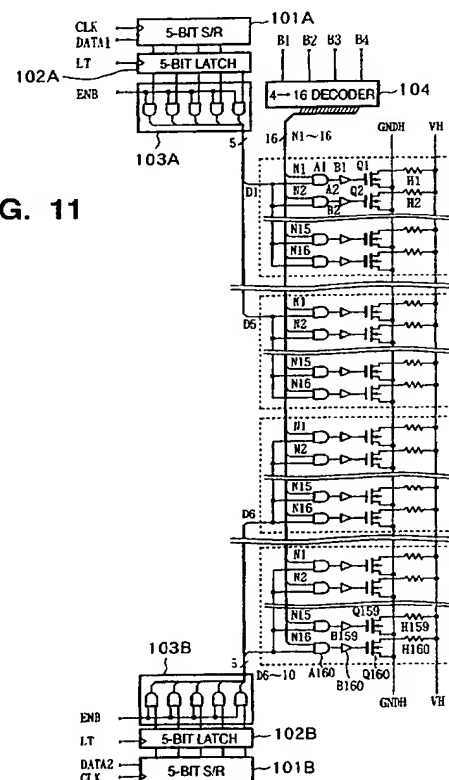 101A
CLK
DATA1
5-BIT S/R
102A
LT
5-BIT LATCH
ENB
103A
B1 B2 B3 B4
4→16 DECODER
104
5
16
N1~16
GNDH
VH
FIG. 11
D1
N1
A1
B1
Q1
H1
N2
A2
B2
Q2
H2
N15
N16
D5
N1
N2
N15
N16
N1
N2
N15
D6
N16
N1
N2
N15
Q159
B159
H159
N16
H160
5
D6~10
A160
B160
Q160
GNDH
VH
103B
ENB
LT
5-BIT LATCH
102B
DATA2
CLK
5-BIT S/R
101B